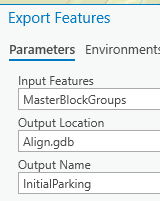 Export Features
Parameters Environments
Input Features
MasterBlockGroups
Output Location
Align.gdb
Output Name
InitialParking